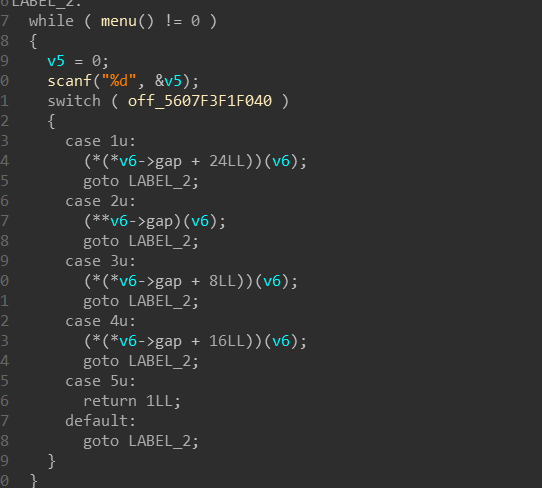 6LABEL_2:
7 while ( menu() != 0 )
8 {
9 v5 = 0;
0 scanf("%d", &v5);
1 switch ( off_5607F3F1F040 )
2 {
3 case 1u:
4 (*(*v6->gap + 24LL))(v6);
5 goto LABEL_2;
6 case 2u:
7 (**v6->gap)(v6);
8 goto LABEL_2;
9 case 3u:
0 (*(*v6->gap + 8LL))(v6);
1 goto LABEL_2;
2 case 4u:
3 (*(*v6->gap + 16LL))(v6);
4 goto LABEL_2;
5 case 5u:
6 return 1LL;
7 default:
8 goto LABEL_2;
9 }
0 }